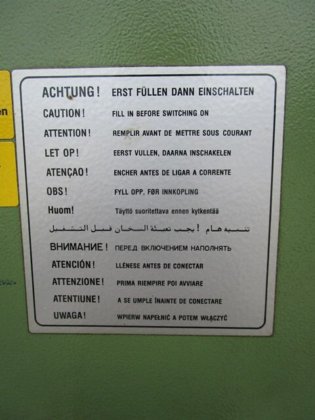 en
ACHTUNG! ERST FÜLLEN DANN EINSCHALTEN
CAUTION! FILL IN BEFORE SWITCHING ON
ATTENTION! REMPLIR AVANT DE METTRE SOUS COURANT
LET OP! EERST VULLEN, DAARNA INSCHAKELEN
ATENÇAO! ENCHER ANTES DE LIGAR A CORRENTE
OBS! FYLL OPP, FØR INNKOPLING
Huom! Täyttö suoritettava ennen kytkentää
تنبيه هام ! يجب تعبئة السخان قبل التشغيل
ВНИМАНИЕ! ПЕРЕД ВКЛЮЧЕНИЕМ НАПОЛНЯТЬ
ATENCIÓN! LLÉNESE ANTES DE CONECTAR
ATTENZIONE! PRIMA RIEMPIRE POI AVVIARE
ATENTIUNE! A SE UMPLE ÎNAINTE DE CONECTARE
UWAGA! WPIERW NAPEŁNIĆ A POTEM WŁĄCZYĆ